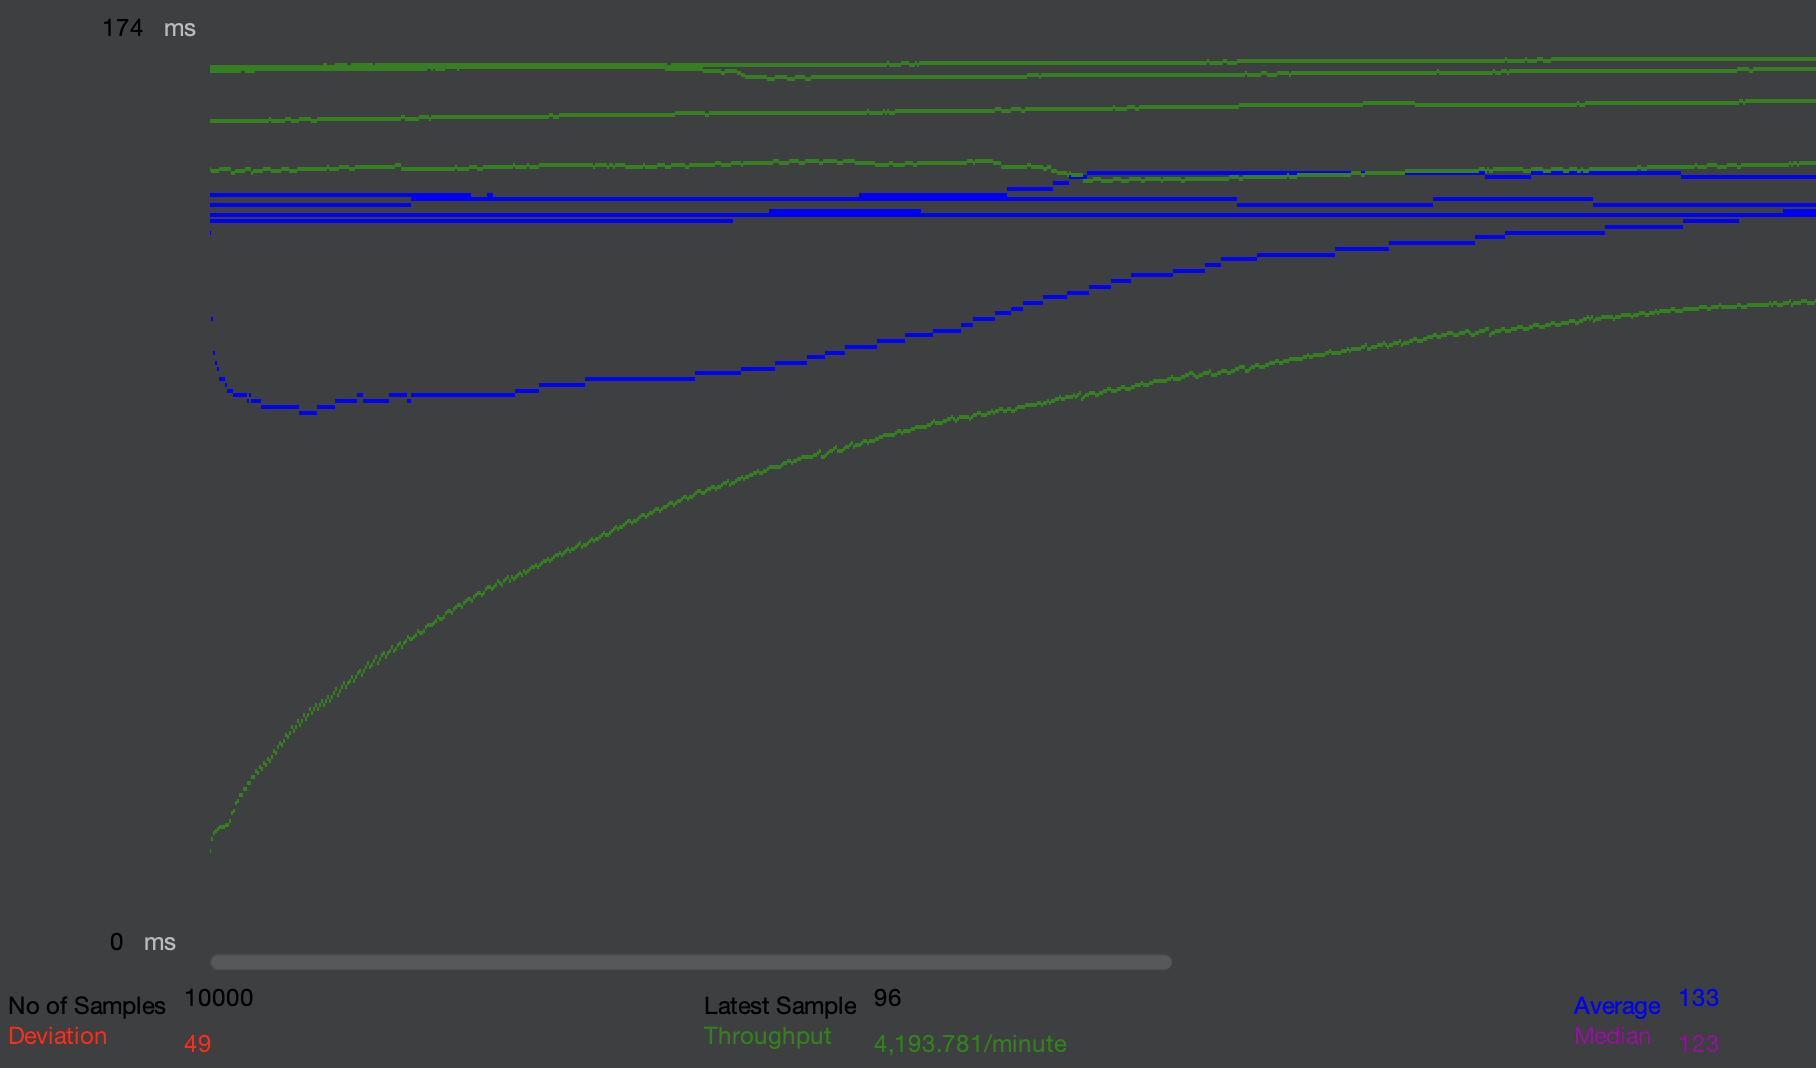 174 ms
0 ms
No of Samples 10000 Latest Sample 96 Average 133
Deviation 49 Throughput 4,193.781/minute Median 123